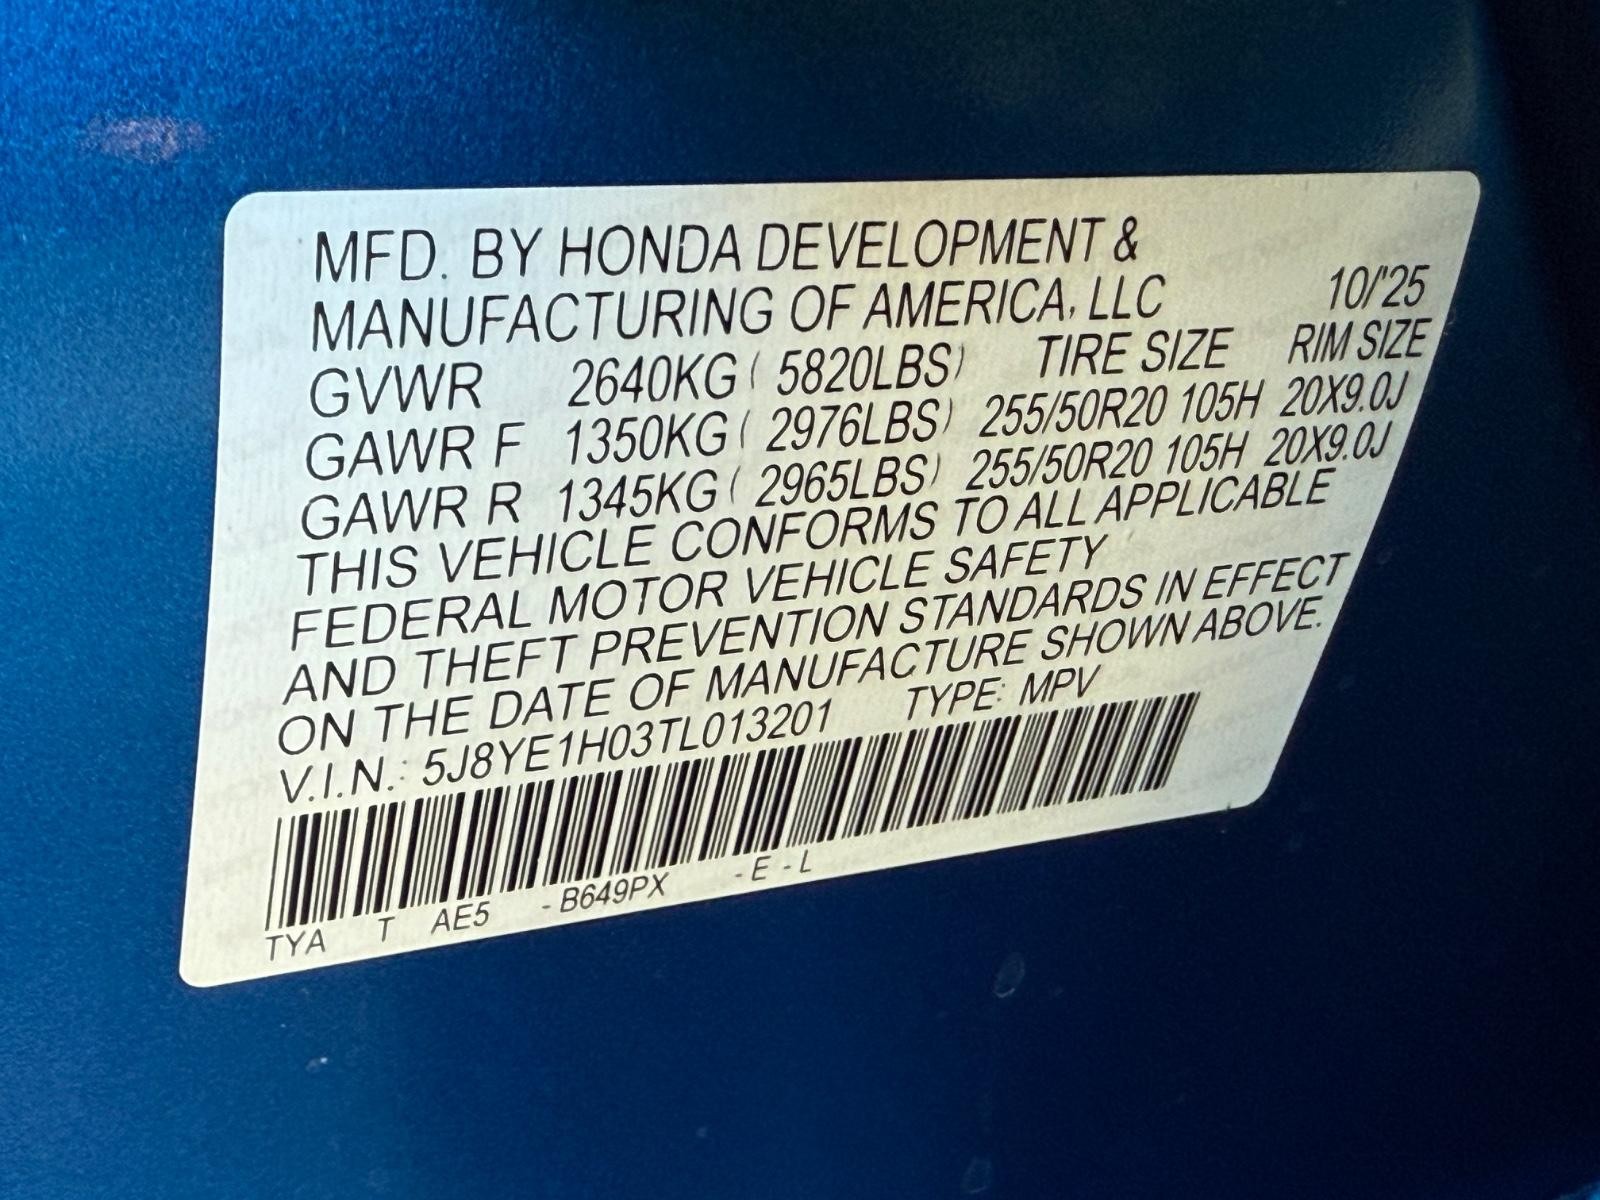 MFD. BY HONDA DEVELOPMENT &
MANUFACTURING OF AMERICA, LLC 10/'25
GVWR 2640KG ( 5820LBS) TIRE SIZE RIM SIZE
GAWR F 1350KG ( 2976LBS) 255/50R20 105H 20X9.0J
GAWR R 1345KG ( 2965LBS) 255/50R20 105H 20X9.0J
THIS VEHICLE CONFORMS TO ALL APPLICABLE
FEDERAL MOTOR VEHICLE SAFETY
AND THEFT PREVENTION STANDARDS IN EFFECT
ON THE DATE OF MANUFACTURE SHOWN ABOVE.
V.I.N.: 5J8YE1H03TL013201 TYPE: MPV
TYA T AE5 -B649PX -E-L